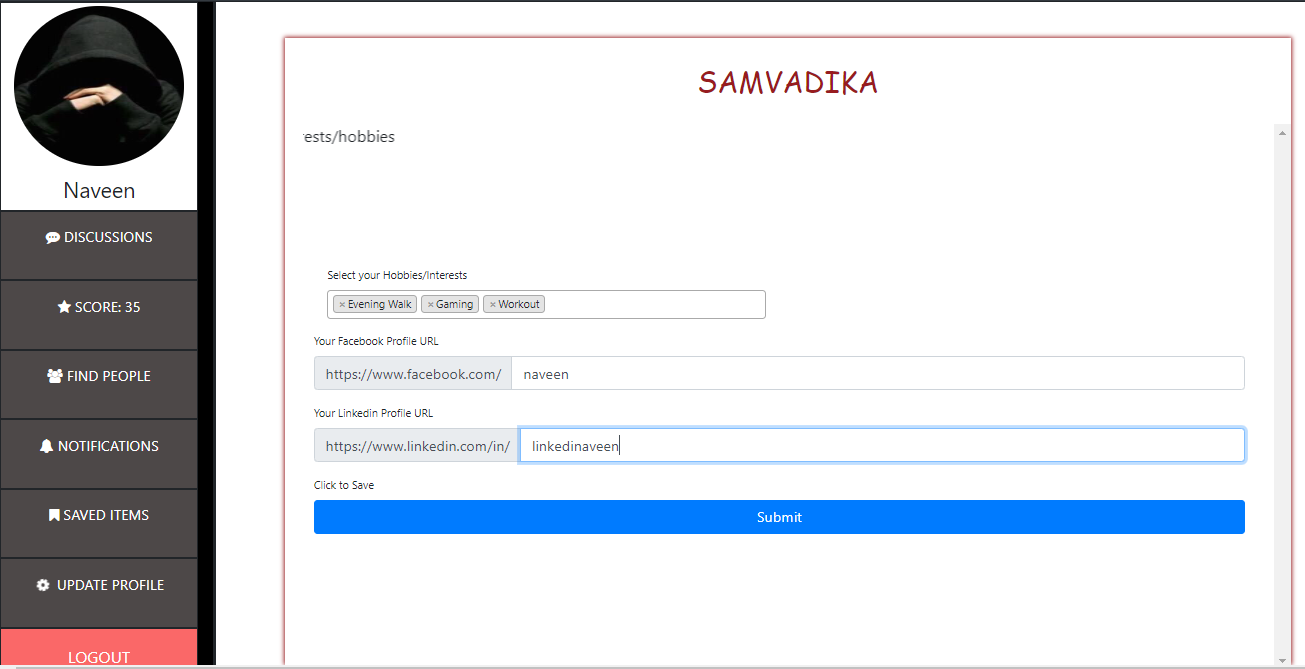 Naveen
DISCUSSIONS
SCORE: 35
FIND PEOPLE
NOTIFICATIONS
SAVED ITEMS
UPDATE PROFILE
LOGOUT
SAMVADIKA
ests/hobbies
Select your Hobbies/Interests
× Evening Walk × Gaming × Workout
Your Facebook Profile URL
https://www.facebook.com/ naveen
Your Linkedin Profile URL
https://www.linkedin.com/in/ linkedinaveen
Click to Save
Submit